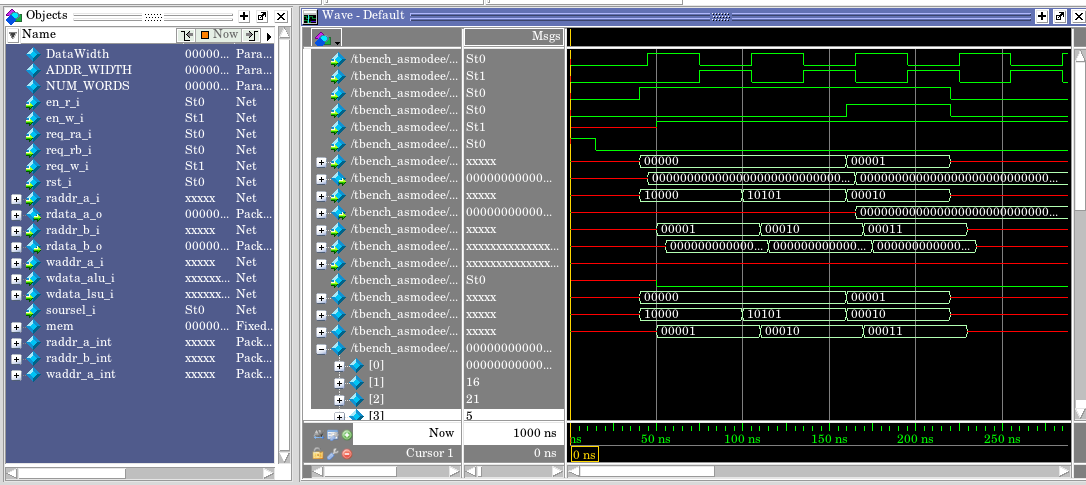 Objects
Name Now
DataWidth 00000... Para...
ADDR_WIDTH 00000... Para...
NUM_WORDS 00000... Para...
en_r_i St0 Net
en_w_i St1 Net
req_ra_i St0 Net
req_rb_i St0 Net
req_w_i St1 Net
rst_i St0 Net
raddr_a_i xxxxx Net
rdata_a_o 00000... Pack...
raddr_b_i xxxxx Net
rdata_b_o 00000... Pack...
waddr_a_i xxxxx Net
wdata_alu_i xxxxxx... Net
wdata_lsu_i xxxxxx... Net
soursel_i St0 Net
mem 00000... Fixed...
raddr_a_int xxxxx Pack...
raddr_b_int xxxxx Pack...
waddr_a_int xxxxx Pack...
Wave - Default
Msgs
/tbench_asmodee/... St0
/tbench_asmodee/... St1
/tbench_asmodee/... St0
/tbench_asmodee/... St0
/tbench_asmodee/... St1
/tbench_asmodee/... St0
/tbench_asmodee/... xxxxx 00000 00001
/tbench_asmodee/... 00000000000... 00000000000000000000000000... 00000000000000000000000000...
/tbench_asmodee/... xxxxx 10000 10101 00010
/tbench_asmodee/... 00000000000... 00000000000000000000000000...
/tbench_asmodee/... xxxxx 00001 00010 00011
/tbench_asmodee/... xxxxxxxxxxxxx... 000000000000... 000000000000... 000000000000...
/tbench_asmodee/... xxxxxxxxxxxxx...
/tbench_asmodee/... St0
/tbench_asmodee/... xxxxx 00000 00001
/tbench_asmodee/... xxxxx 10000 10101 00010
/tbench_asmodee/... xxxxx 00001 00010 00011
/tbench_asmodee/... 00000000000...
[0] 00000000000...
[1] 16
[2] 21
[3] 5
Now 1000 ns ns 50 ns 100 ns 150 ns 200 ns 250 ns
Cursor 1 0 ns 0 ns